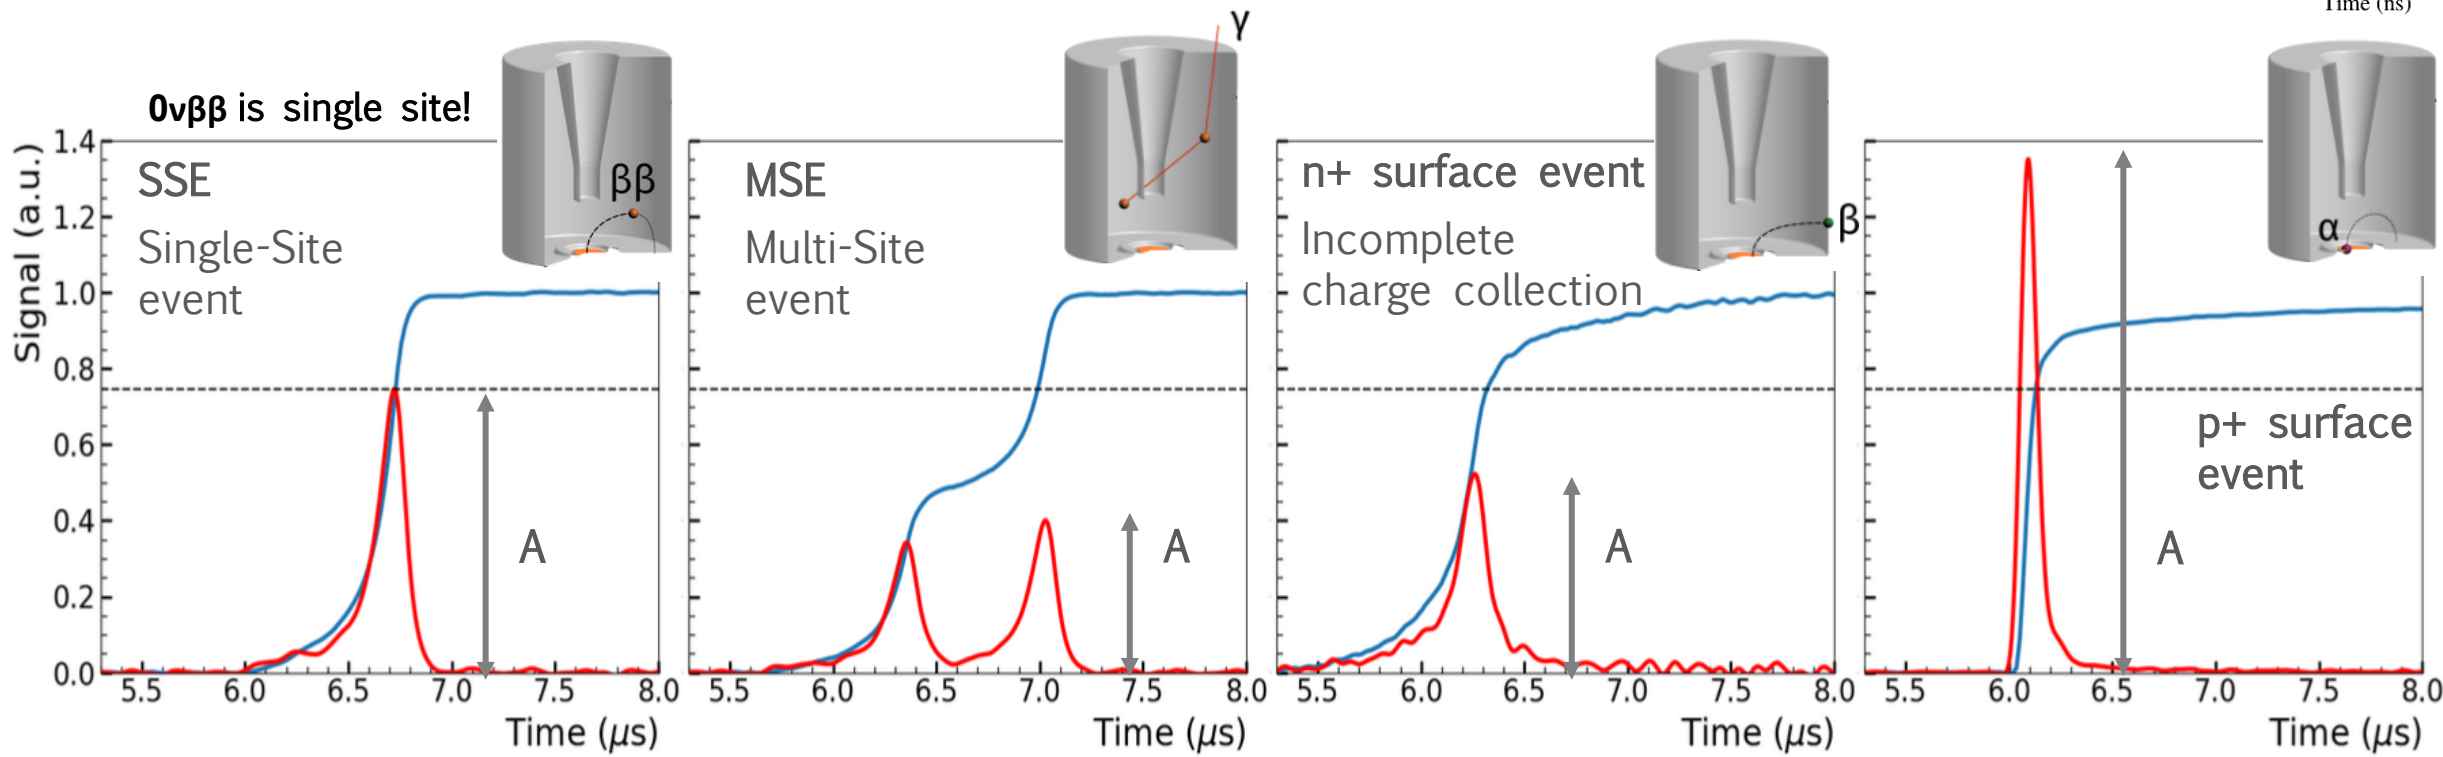 Time (ns)
γ
0νββ is single site!
SSE
Single-Site
event
ββ
MSE
Multi-Site
event
n+ surface event
Incomplete
charge collection
β
α
p+ surface
event
A
A
A
A
Signal (a.u.)
1.4
1.2
1.0
0.8
0.6
0.4
0.2
0.0
5.5 6.0 6.5 7.0 7.5 8.0
5.5 6.0 6.5 7.0 7.5 8.0
5.5 6.0 6.5 7.0 7.5 8.0
5.5 6.0 6.5 7.0 7.5 8.0
Time (μs)
Time (μs)
Time (μs)
Time (μs)